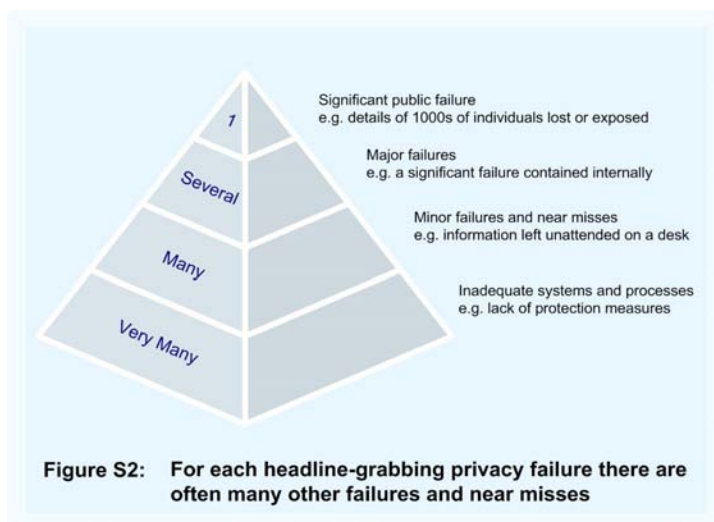 1
Significant public failure
e.g. details of 1000s of individuals lost or exposed
Several
Major failures
e.g. a significant failure contained internally
Many
Minor failures and near misses
e.g. information left unattended on a desk
Very Many
Inadequate systems and processes
e.g. lack of protection measures
Figure S2: For each headline-grabbing privacy failure there are
often many other failures and near misses